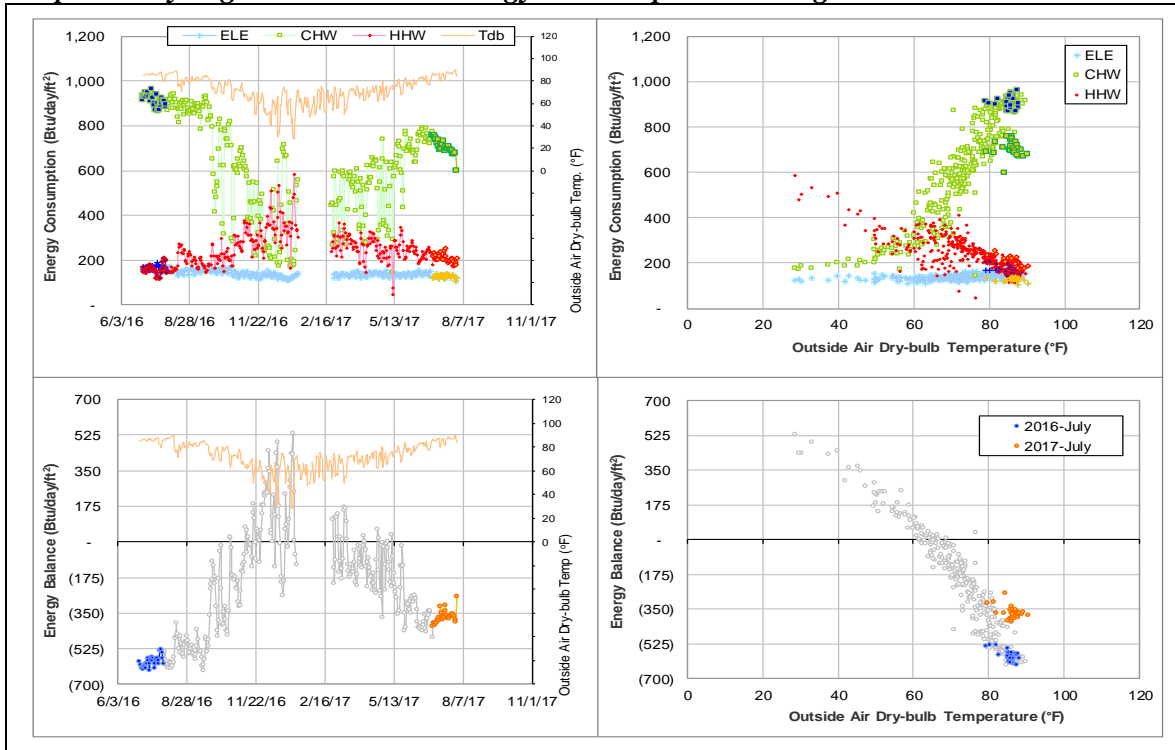 ELE CHW HHW Tdb
1,200
1,000
800
600
400
200
-
Energy Consumption (Btu/day/ft²)
120
100
80
60
40
20
0
Outside Air Dry-bulb Temp. (°F)
6/3/16 8/28/16 11/22/16 2/16/17 5/13/17 8/7/17 11/1/17
ELE
CHW
HHW
1,200
1,000
800
600
400
200
-
Energy Consumption (Btu/day/ft²)
0 20 40 60 80 100 120
Outside Air Dry-bulb Temperature (°F)
700
525
350
175
-
(175)
(350)
(525)
(700)
Energy Balance (Btu/day/ft²)
120
100
80
60
40
20
0
Outside Air Dry-bulb Temp (°F)
6/3/16 8/28/16 11/22/16 2/16/17 5/13/17 8/7/17 11/1/17
2016-July
2017-July
700
525
350
175
-
(175)
(350)
(525)
(700)
Energy Balance (Btu/day/ft²)
0 20 40 60 80 100 120
Outside Air Dry-bulb Temperature (°F)